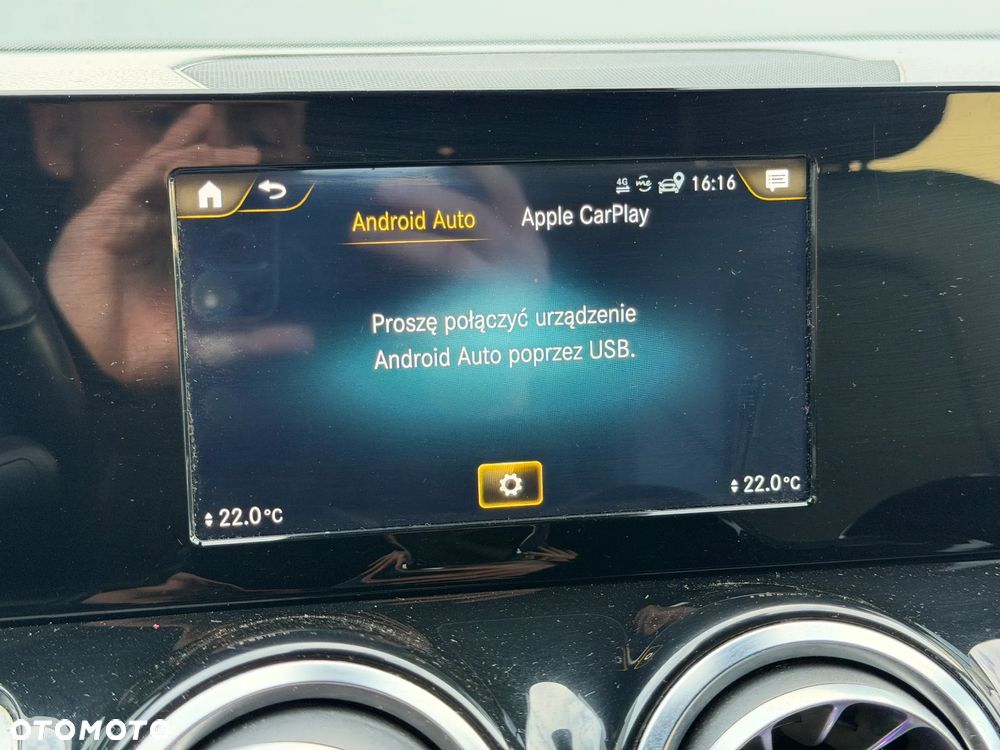 4G me 16:16
Android Auto Apple CarPlay
Proszę połączyć urządzenie
Android Auto poprzez USB.
22.0°C 22.0°C
OTOMOTO